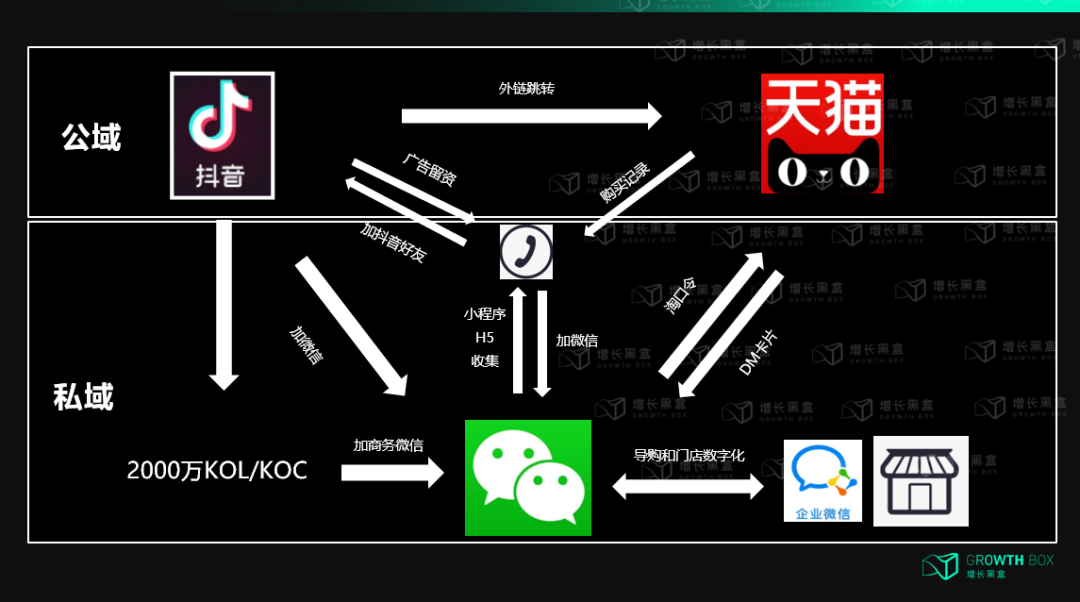 外链跳转
公域
抖音
天猫
广告留资
购买记录
加抖音好友
小程序
H5
收集
加微信
加微信
淘口令
DM卡片
私域
2000万KOL/KOC
加商务微信
导购和门店数字化
企业微信
GROWTH BOX
增长黑盒